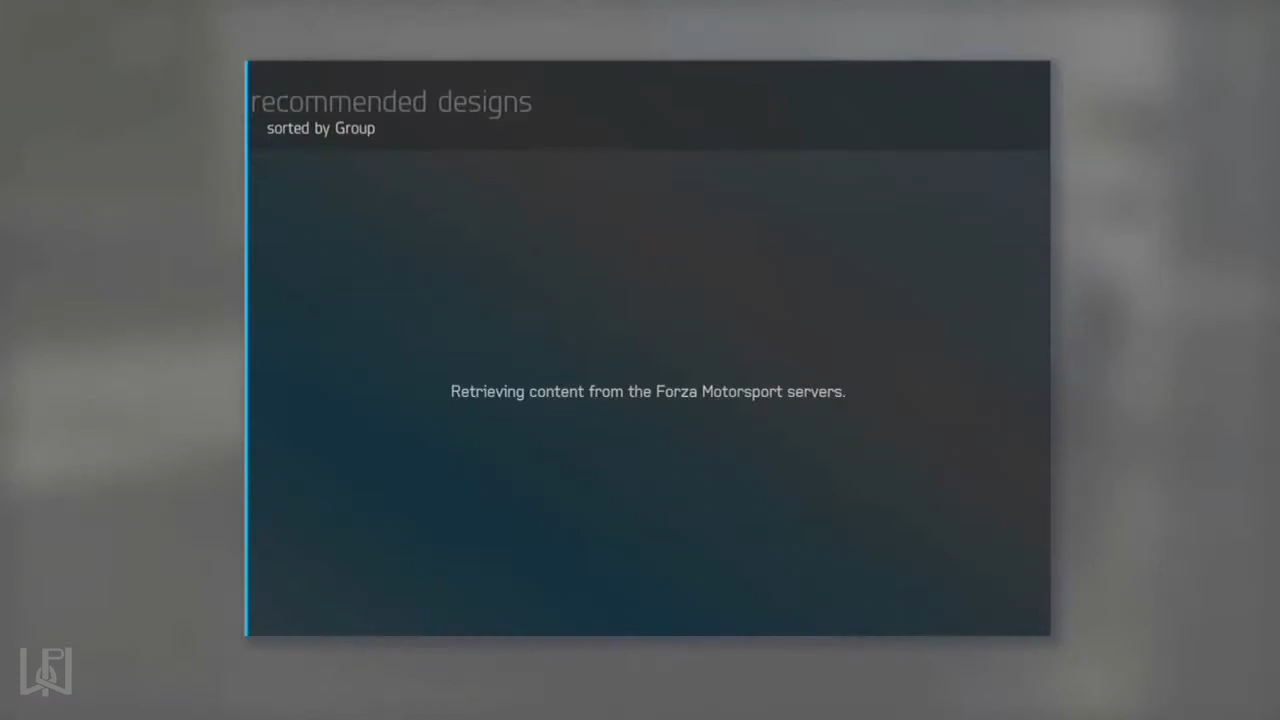 recommended designs
sorted by Group
Retrieving content from the Forza Motorsport servers.